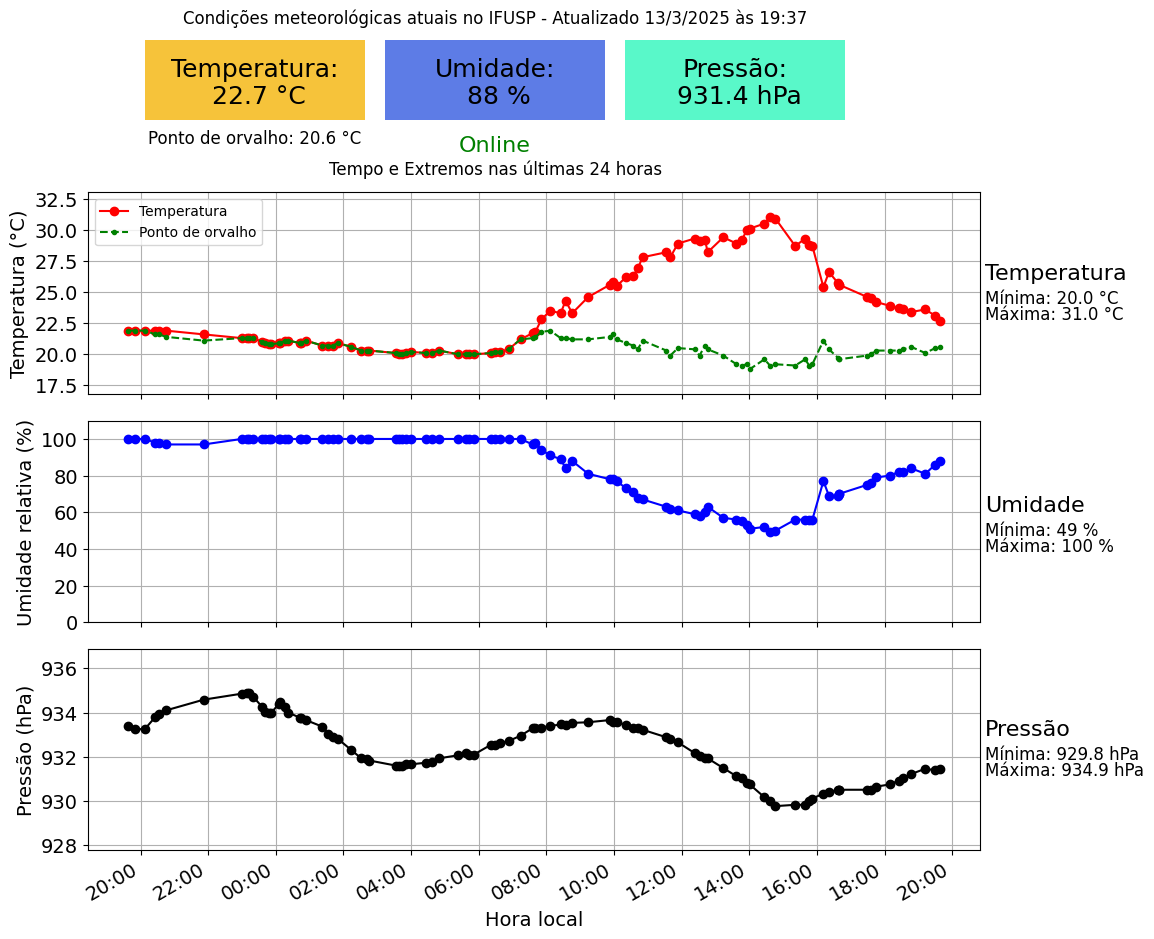 Condições meteorológicas atuais no IFUSP - Atualizado 13/3/2025 às 19:37
Temperatura:
22.7 °C
Umidade:
88 %
Pressão:
931.4 hPa
Ponto de orvalho: 20.6 °C
Online
Tempo e Extremos nas últimas 24 horas
Temperatura (°C)
32.5
30.0
27.5
25.0
22.5
20.0
17.5
Temperatura
Ponto de orvalho
Temperatura
Mínima: 20.0 °C
Máxima: 31.0 °C
Umidade relativa (%)
100
80
60
40
20
0
Umidade
Mínima: 49 %
Máxima: 100 %
Pressão (hPa)
936
934
932
930
928
Pressão
Mínima: 929.8 hPa
Máxima: 934.9 hPa
20:00 22:00 00:00 02:00 04:00 06:00 08:00 10:00 12:00 14:00 16:00 18:00 20:00
Hora local